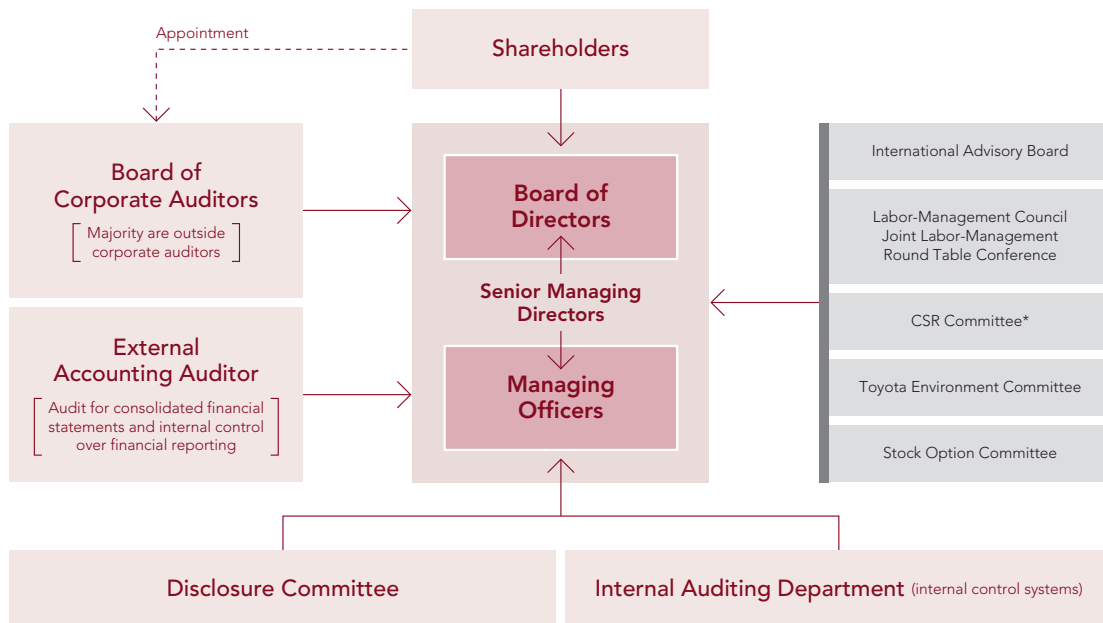 Appointment
Shareholders
Board of
Corporate Auditors
Majority are outside
corporate auditors
External
Accounting Auditor
Audit for consolidated financial
statements and internal control
over financial reporting
Board of
Directors
Senior Managing
Directors
Managing
Officers
International Advisory Board
Labor-Management Council
Joint Labor-Management
Round Table Conference
CSR Committee*
Toyota Environment Committee
Stock Option Committee
Disclosure Committee
Internal Auditing Department (internal control systems)